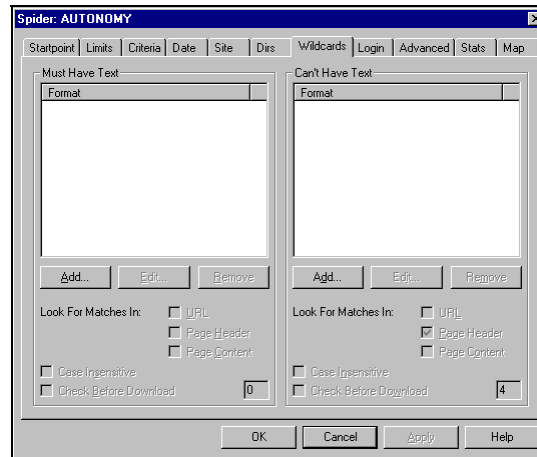 Spider: AUTONOMY
Startpoint Limits Criteria Date Site Dirs Wildcards Login Advanced Stats Map
Must Have Text
Format
Add... Edit... Remove
Look For Matches In: URL
Page Header
Page Content
Case Insensitive
Check Before Download 0
Can't Have Text
Format
Add... Edit... Remove
Look For Matches In: URL
Page Header
Page Content
Case Insensitive
Check Before Download 4
OK Cancel Apply Help